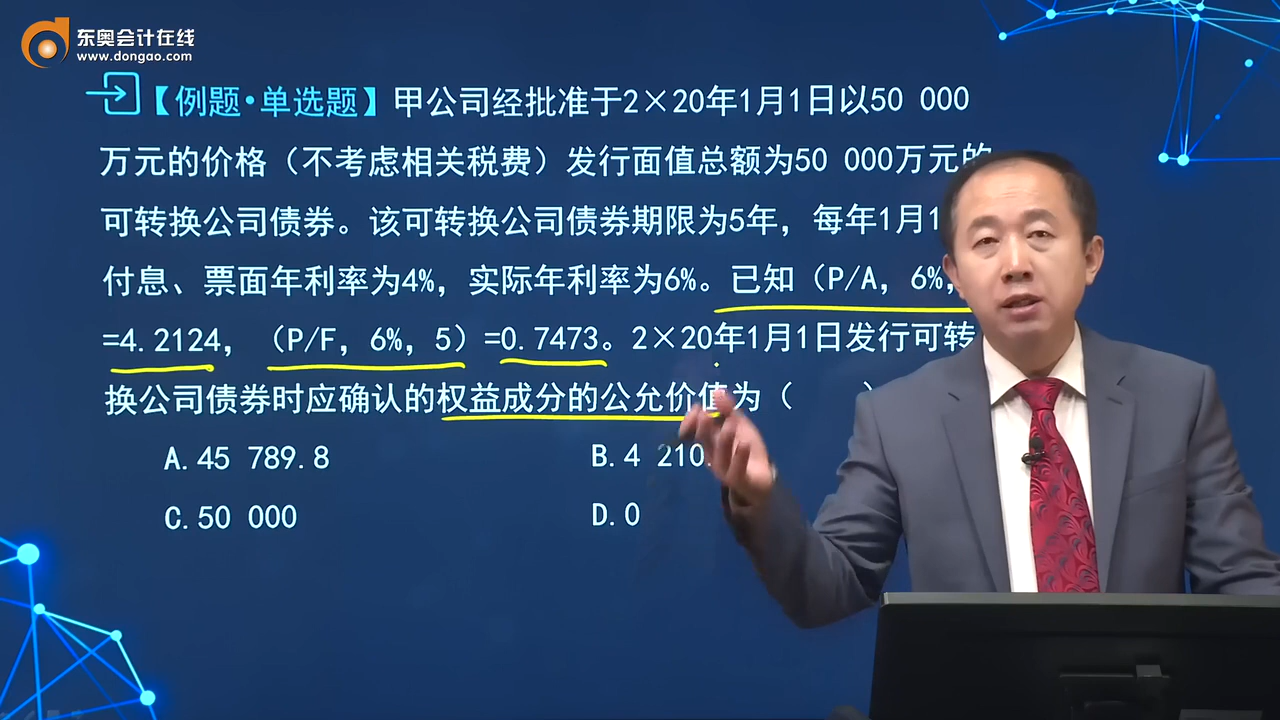 东奥会计在线
www.dongao.com
【例题·单选题】甲公司经批准于2×20年1月1日以50 000
万元的价格（不考虑相关税费）发行面值总额为50 000万元的
可转换公司债券。该可转换公司债券期限为5年，每年1月1
付息、票面年利率为4%，实际年利率为6%。已知（P/A，6%，
=4.2124，（P/F，6%，5）=0.7473。2×20年1月1日发行可转
换公司债券时应确认的权益成分的公允价值为（ ）
A.45 789.8
B.4 210.
C.50 000
D.0